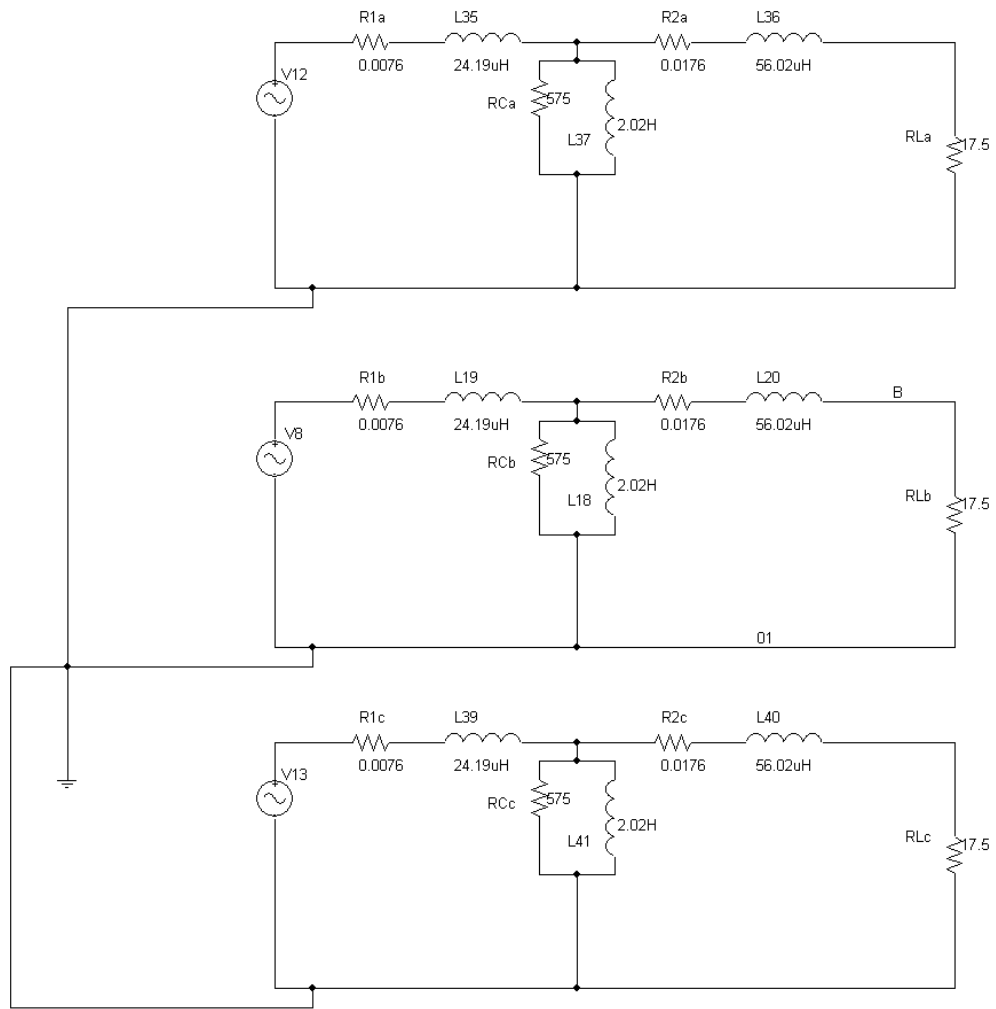 R1a L35 R2a L36
0.0076 24.19uH 0.0176 56.02uH
V12
RCa 575
L37 2.02H
RLa 17.5
R1b L19 R2b L20
B
0.0076 24.19uH 0.0176 56.02uH
V8
RCb 575
L18 2.02H
RLb 17.5
01
R1c L39 R2c L40
0.0076 24.19uH 0.0176 56.02uH
V13
RCc 575
L41 2.02H
RLc 17.5